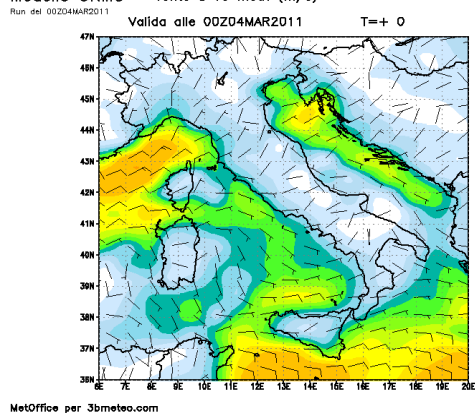 Run del 00Z04MAR2011
Valida alle 00Z04MAR2011 T=+ 0
47N
46N
45N
44N
43N
42N
41N
40N
39N
38N
37N
36N
6E 7E 8E 9E 10E 11E 12E 13E 14E 15E 16E 17E 18E 19E 20E
MetOffice per 3bmeteo.com